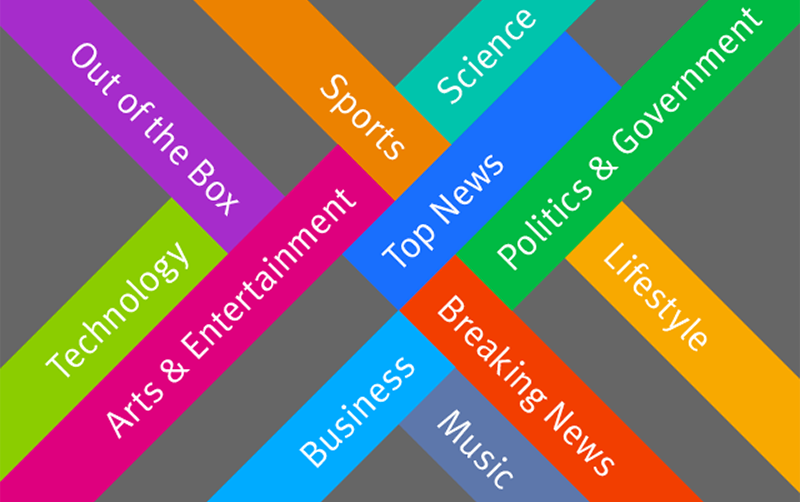 Out of the Box
Sports
Science
Politics & Government
Top News
Technology
Arts & Entertainment
Lifestyle
Breaking News
Business
Music